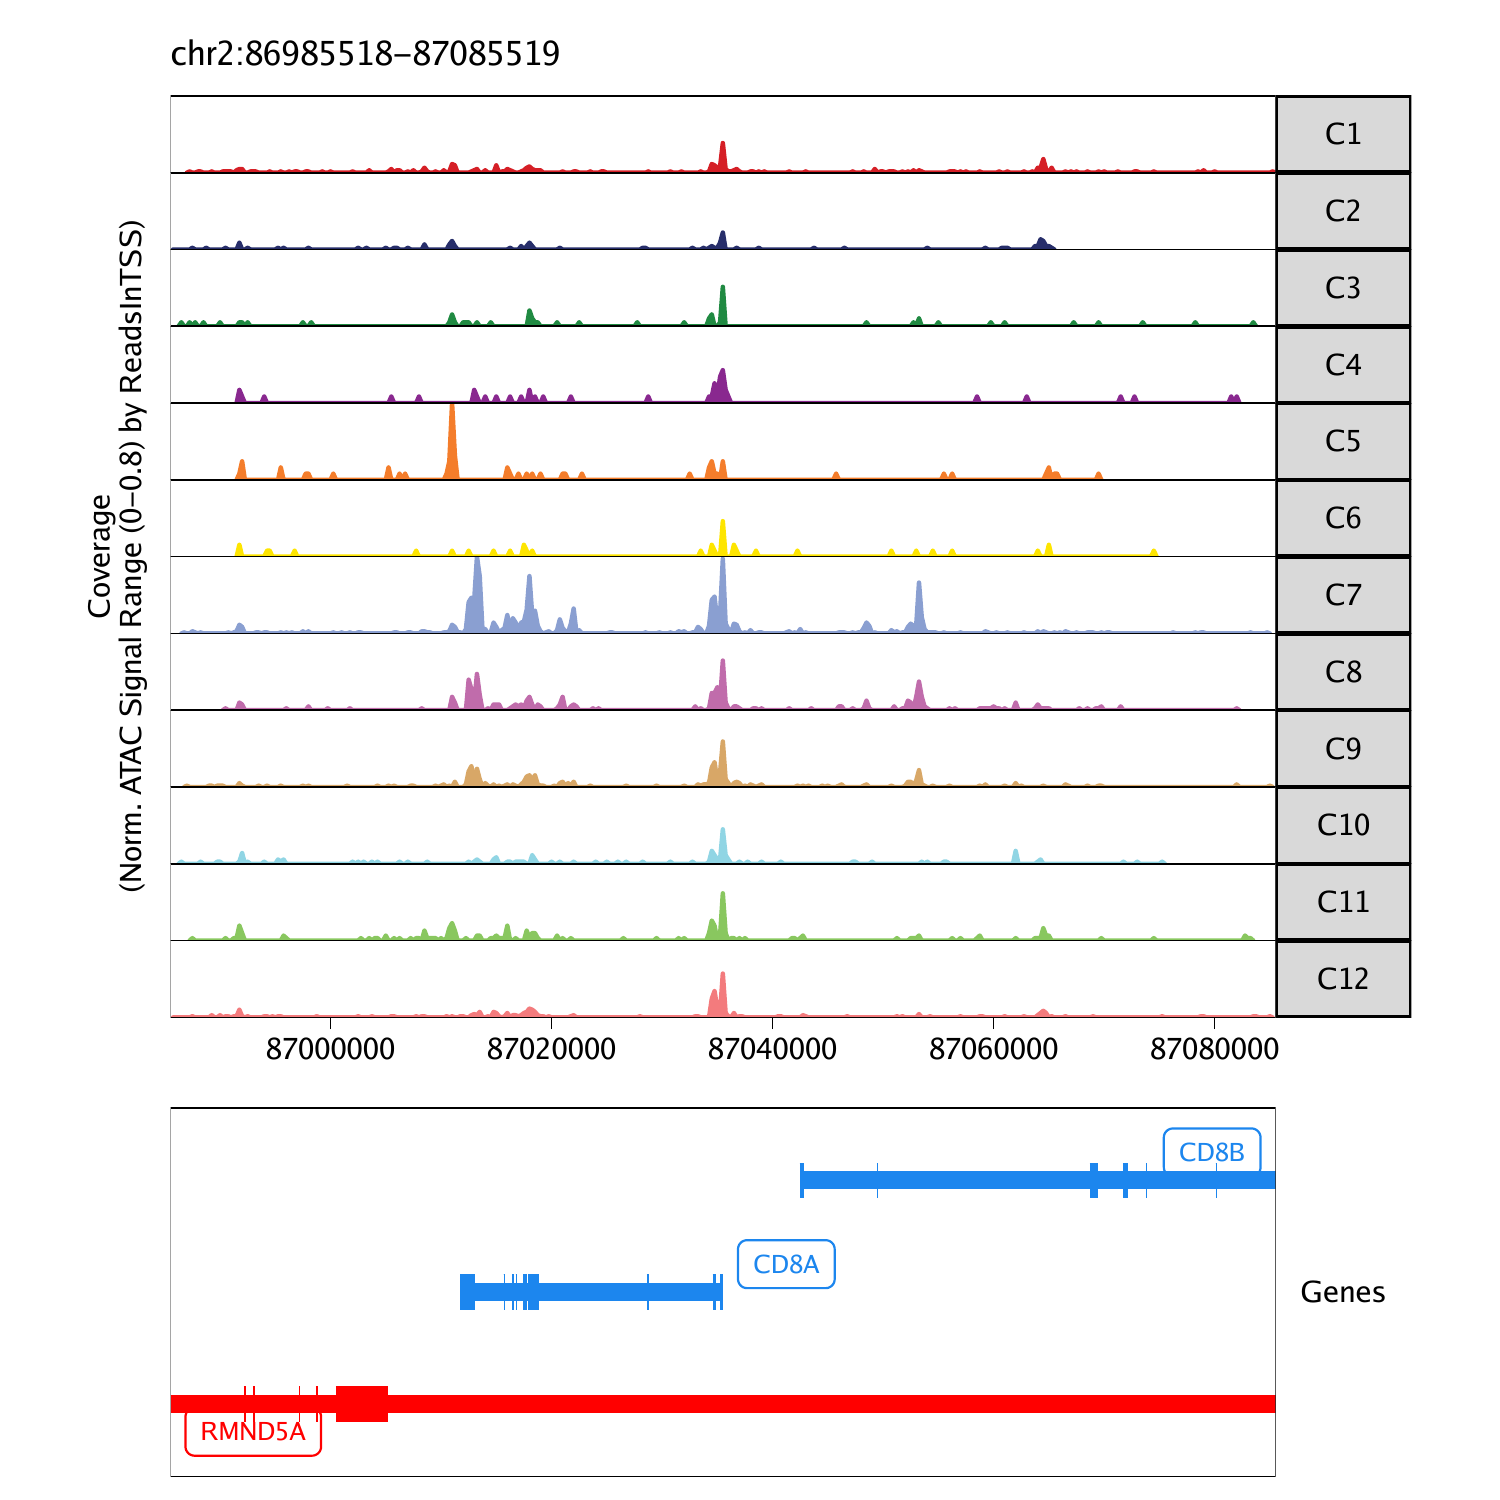 chr2:86985518−87085519
Coverage
(Norm. ATAC Signal Range (0−0.8) by ReadsInTSS)
C1
C2
C3
C4
C5
C6
C7
C8
C9
C10
C11
C12
87000000 87020000 87040000 87060000 87080000
CD8B
CD8A
Genes
RMND5A